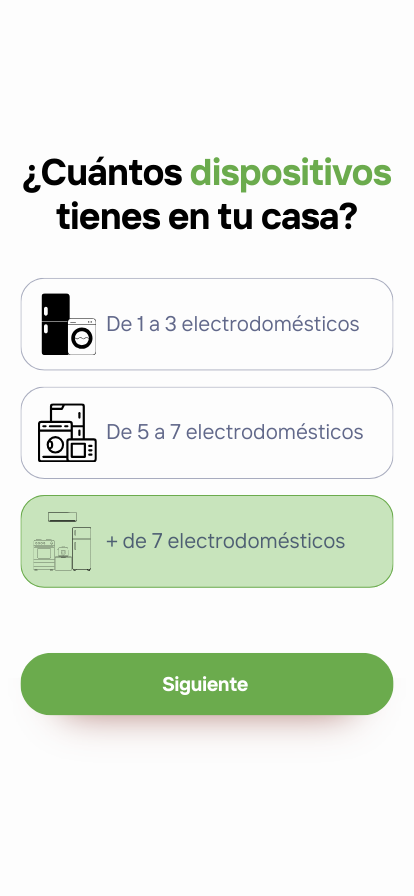 ¿Cuántos dispositivos
tienes en tu casa?
De 1 a 3 electrodomésticos
De 5 a 7 electrodomésticos
+ de 7 electrodomésticos
Siguiente